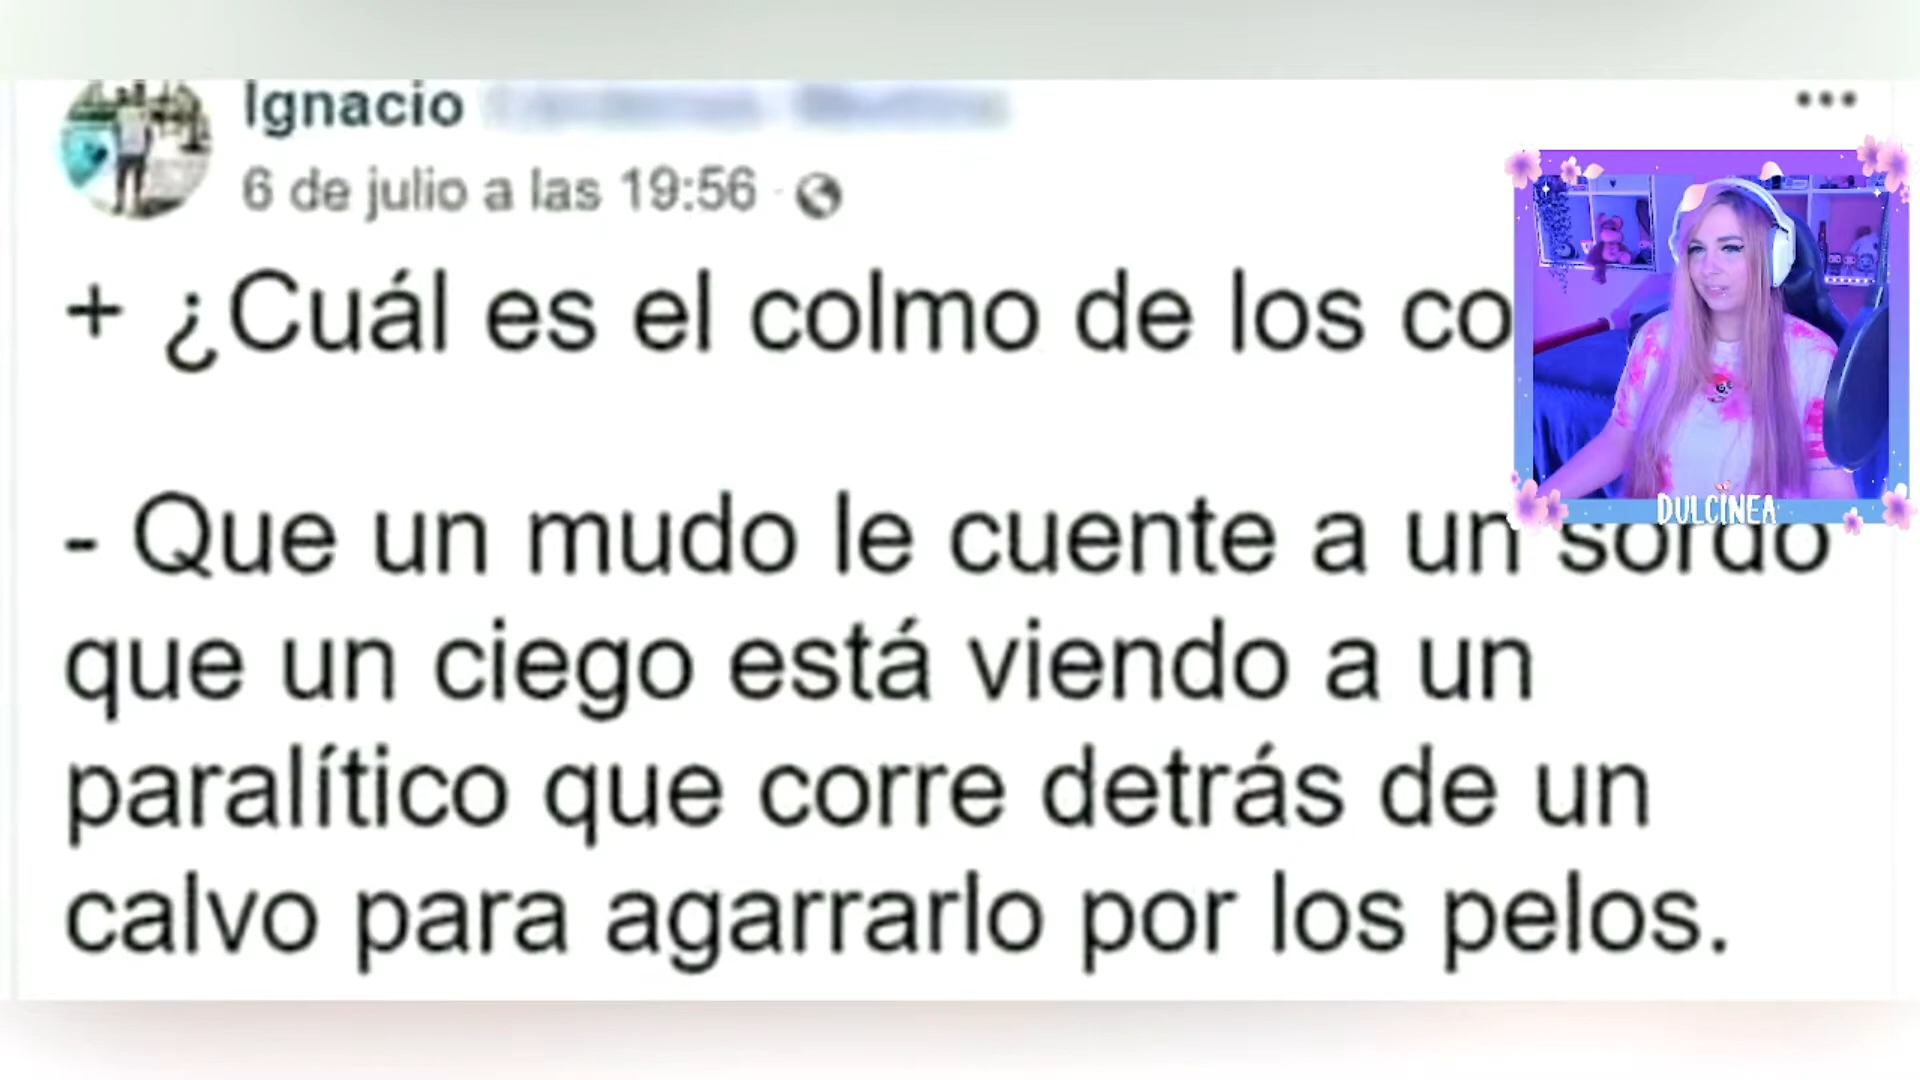 Ignacio
6 de julio a las 19:56
+ ¿Cuál es el colmo de los
DULCINEA
- Que un mudo le cuente a un sordo
que un ciego está viendo a un
paralítico que corre detrás de un
calvo para agarrarlo por los pelos.